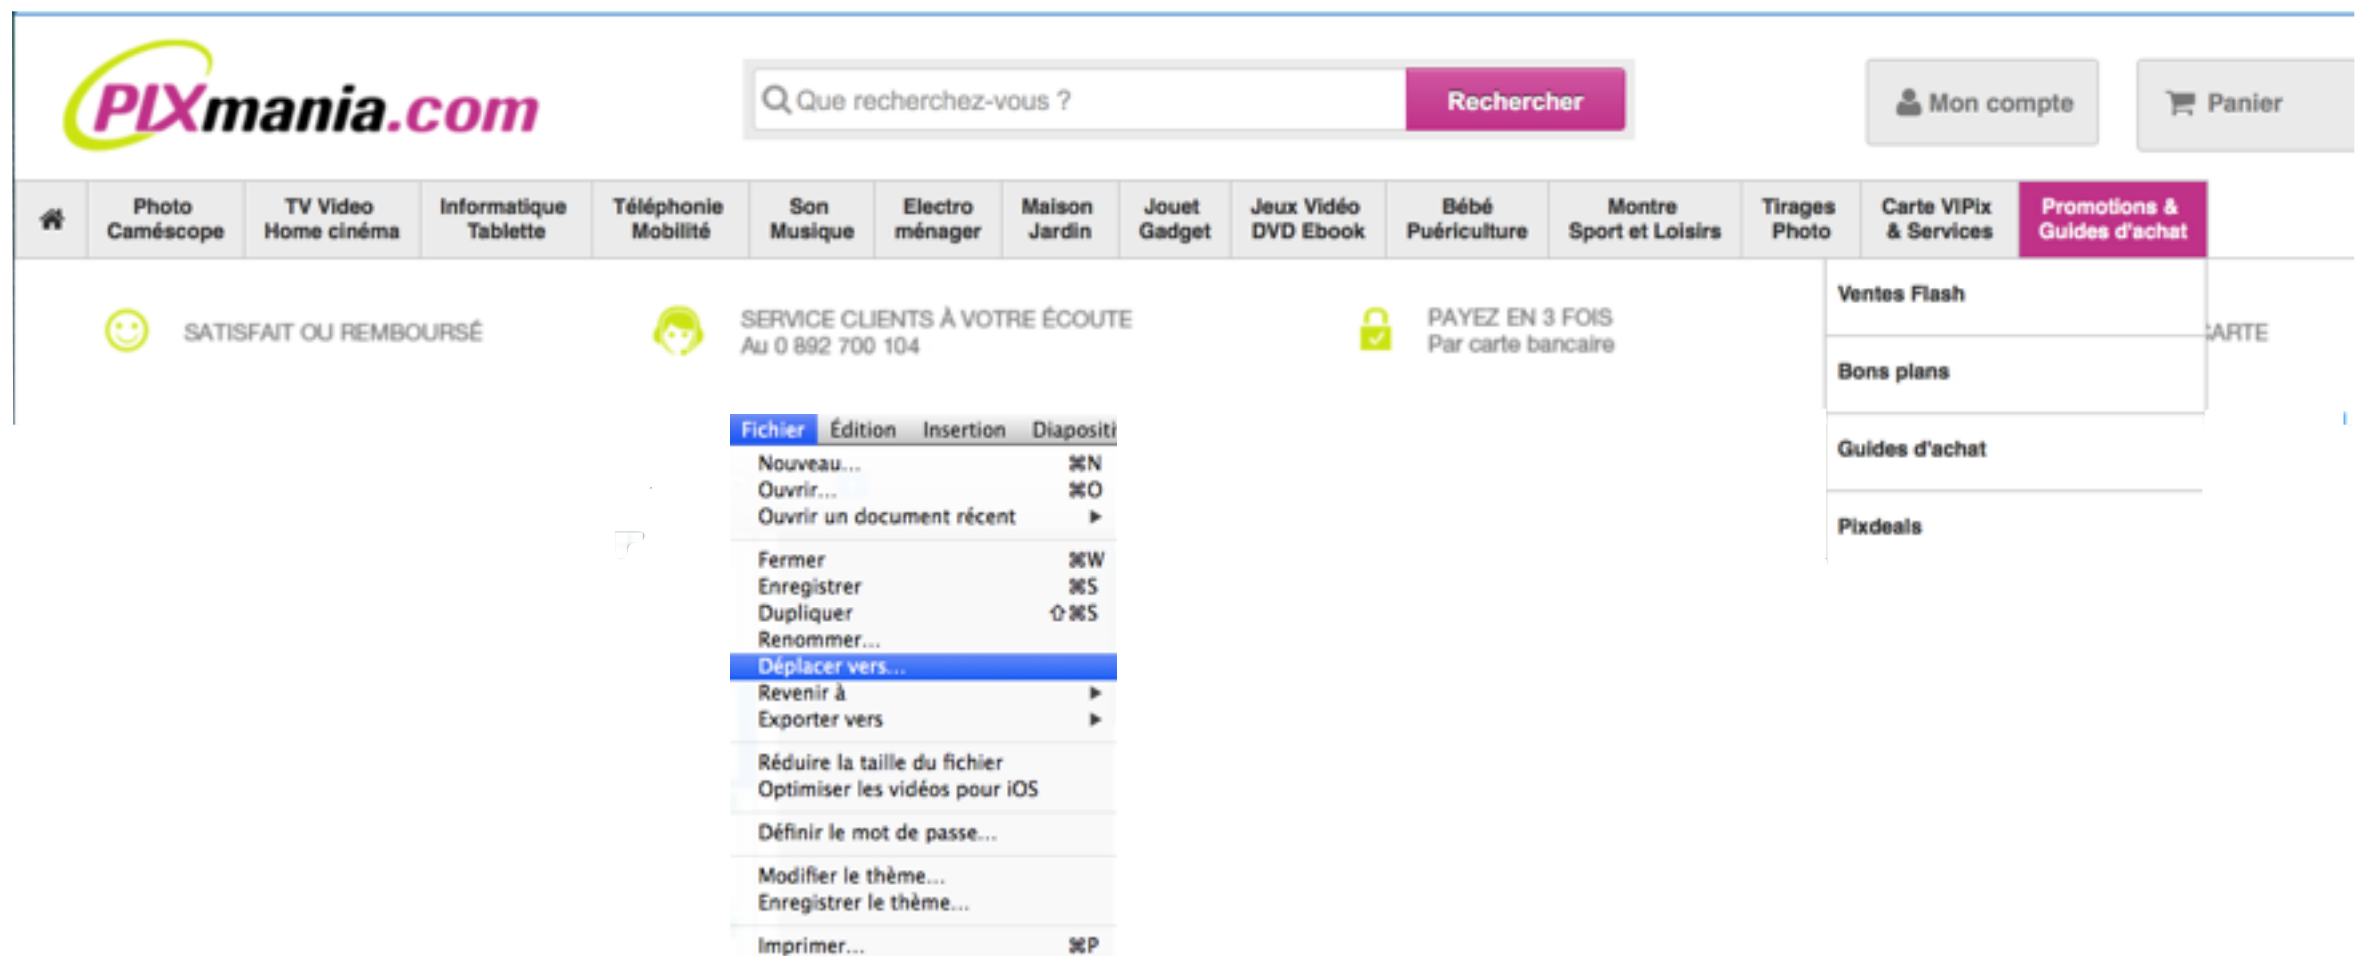 PIXmania.com
Que recherchez-vous ?
Rechercher
Mon compte
Panier
Photo
Caméscope
TV Video
Home cinéma
Informatique
Tablette
Téléphonie
Mobilité
Son
Musique
Electro
ménager
Maison
Jardin
Jouet
Gadget
Jeux Vidéo
DVD Ebook
Bébé
Puériculture
Montre
Sport et Loisirs
Tirages
Photo
Carte VIPix
& Services
Promotions &
Guides d'achat
SATISFAIT OU REMBOURSÉ
SERVICE CLIENTS À VOTRE ÉCOUTE
Au 0 892 700 104
PAYEZ EN 3 FOIS
Par carte bancaire
CARTE
Ventes Flash
Bons plans
Guides d'achat
Pixdeals
Fichier Édition Insertion Diapositi
Nouveau... ⌘N
Ouvrir... ⌘O
Ouvrir un document récent ▶
Fermer ⌘W
Enregistrer ⌘S
Dupliquer ⇧⌘S
Renommer...
Déplacer vers...
Revenir à ▶
Exporter vers ▶
Réduire la taille du fichier
Optimiser les vidéos pour iOS
Définir le mot de passe...
Modifier le thème...
Enregistrer le thème...
Imprimer... ⌘P